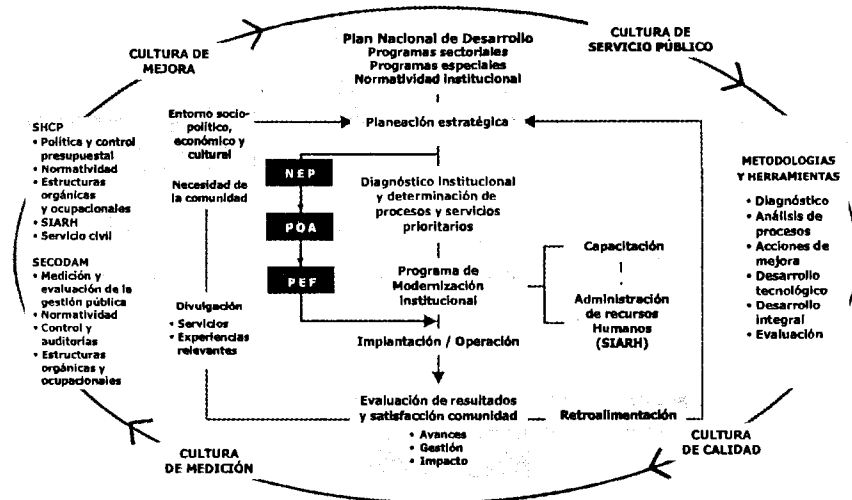 CULTURA DE
MEJORA
Plan Nacional de Desarrollo
Programas sectoriales
Programas especiales
Normatividad institucional
CULTURA DE
SERVICIO PÚBLICO
SHCP
• Política y control
presupuestal
• Normatividad
• Estructuras
orgánicas
y ocupacionales
• SIARH
• Servicio civil
SECODAM
• Medición y
evaluación de la
gestión pública
• Normatividad
• Control y
auditorías
• Estructuras
orgánicas y
ocupacionales
Entorno socio-
político,
económico y
cultural
Necesidad de
la comunidad
Divulgación
• Servicios
• Experiencias
relevantes
NEP
POA
PEF
Planeación estratégica
Diagnóstico institucional
y determinación de
procesos y servicios
prioritarios
Programa de
Modernización
institucional
Implantación / Operación
Evaluación de resultados
y satisfacción comunidad
• Avances
• Gestión
• Impacto
Capacitación
Administración
de recursos
Humanos
(SIARH)
Retroalimentación
METODOLOGIAS
Y HERRAMIENTAS
• Diagnóstico
• Análisis de
procesos
• Acciones de
mejora
• Desarrollo
tecnológico
• Desarrollo
integral
• Evaluación
CULTURA
DE MEDICIÓN
CULTURA
DE CALIDAD